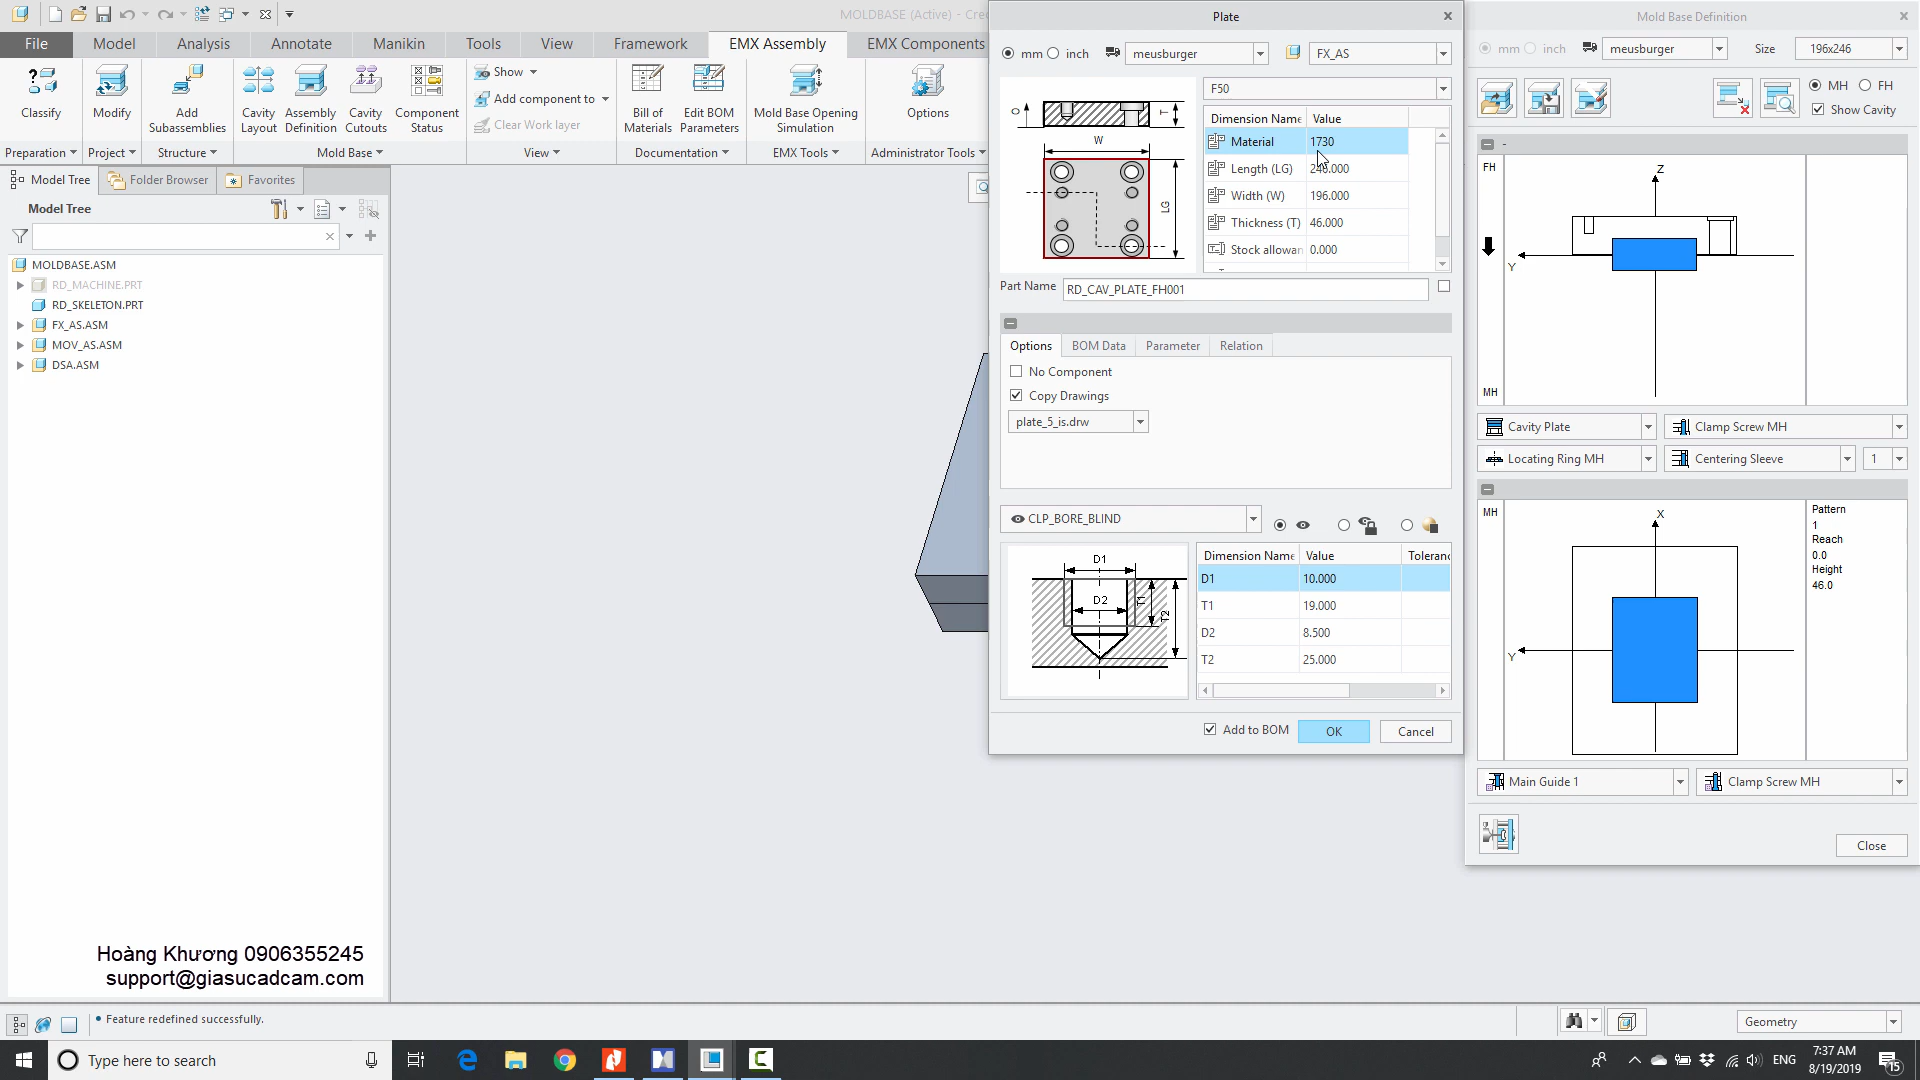 MOLDBASE (Active) - Cre
Plate
Mold Base Definition
File
Model
Analysis
Annotate
Manikin
Tools
View
Framework
EMX Assembly
EMX Components
Classify
Modify
Add Subassemblies
Cavity Layout
Assembly Definition
Cavity Cutouts
Component Status
Show
Add component to
Clear Work layer
Bill of Materials
Edit BOM Parameters
Mold Base Opening Simulation
Options
Preparation
Project
Structure
Mold Base
View
Documentation
EMX Tools
Administrator Tools
Model Tree
Folder Browser
Favorites
Model Tree
MOLDBASE.ASM
RD_MACHINE.PRT
RD_SKELETON.PRT
FX_AS.ASM
MOV_AS.ASM
DSA.ASM
Hoàng Khương 0906355245
support@giasucadcam.com
mm
inch
meusburger
FX_AS
F50
O
T
W
LG
Dimension Name
Value
Material
1730
Length (LG)
246.000
Width (W)
196.000
Thickness (T)
46.000
Stock allowan
0.000
Part Name
RD_CAV_PLATE_FH001
Options
BOM Data
Parameter
Relation
No Component
Copy Drawings
plate_5_is.drw
CLP_BORE_BLIND
D1
D2
T1
T2
Dimension Name
Value
Toleranc
D1
10.000
T1
19.000
D2
8.500
T2
25.000
Add to BOM
OK
Cancel
mm
inch
meusburger
Size
196x246
MH
FH
Show Cavity
-
FH
Z
Y
MH
Cavity Plate
Clamp Screw MH
Locating Ring MH
Centering Sleeve
1
MH
X
Y
Pattern
1
Reach
0.0
Height
46.0
Main Guide 1
Clamp Screw MH
Close
• Feature redefined successfully.
Geometry
Type here to search
ENG
7:37 AM
8/19/2019
15